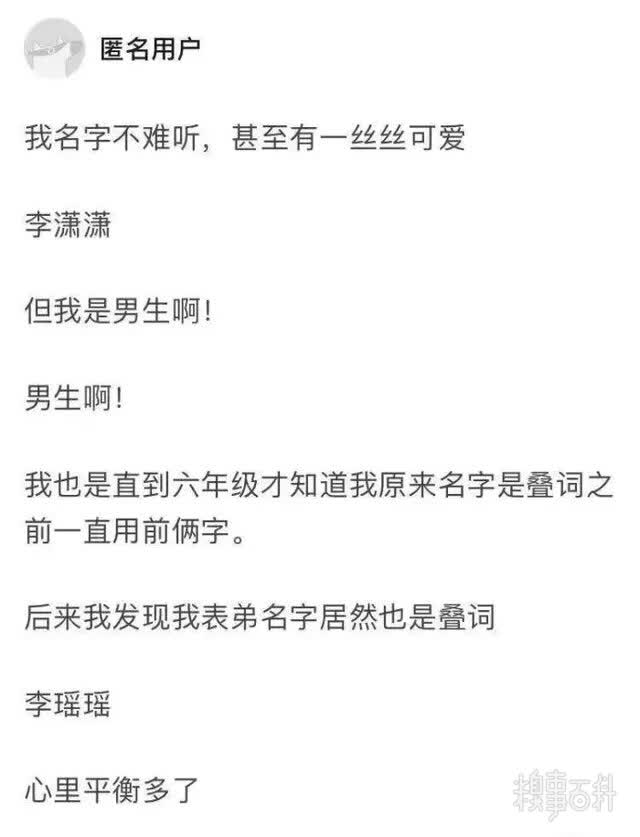 匿名用户
我名字不难听，甚至有一丝丝可爱
李潇潇
但我是男生啊！
男生啊！
我也是直到六年级才知道我原来名字是叠词之
前一直用前俩字。
后来我发现我表弟名字居然也是叠词
李瑶瑶
心里平衡多了
糗事百科